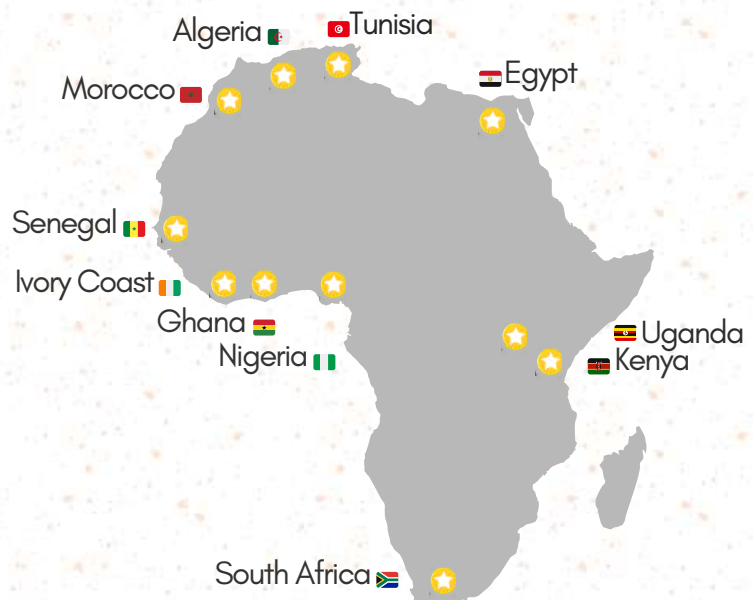 Tunisia
Algeria
Egypt
Morocco
Senegal
Ivory Coast
Ghana
Uganda
Nigeria
Kenya
South Africa